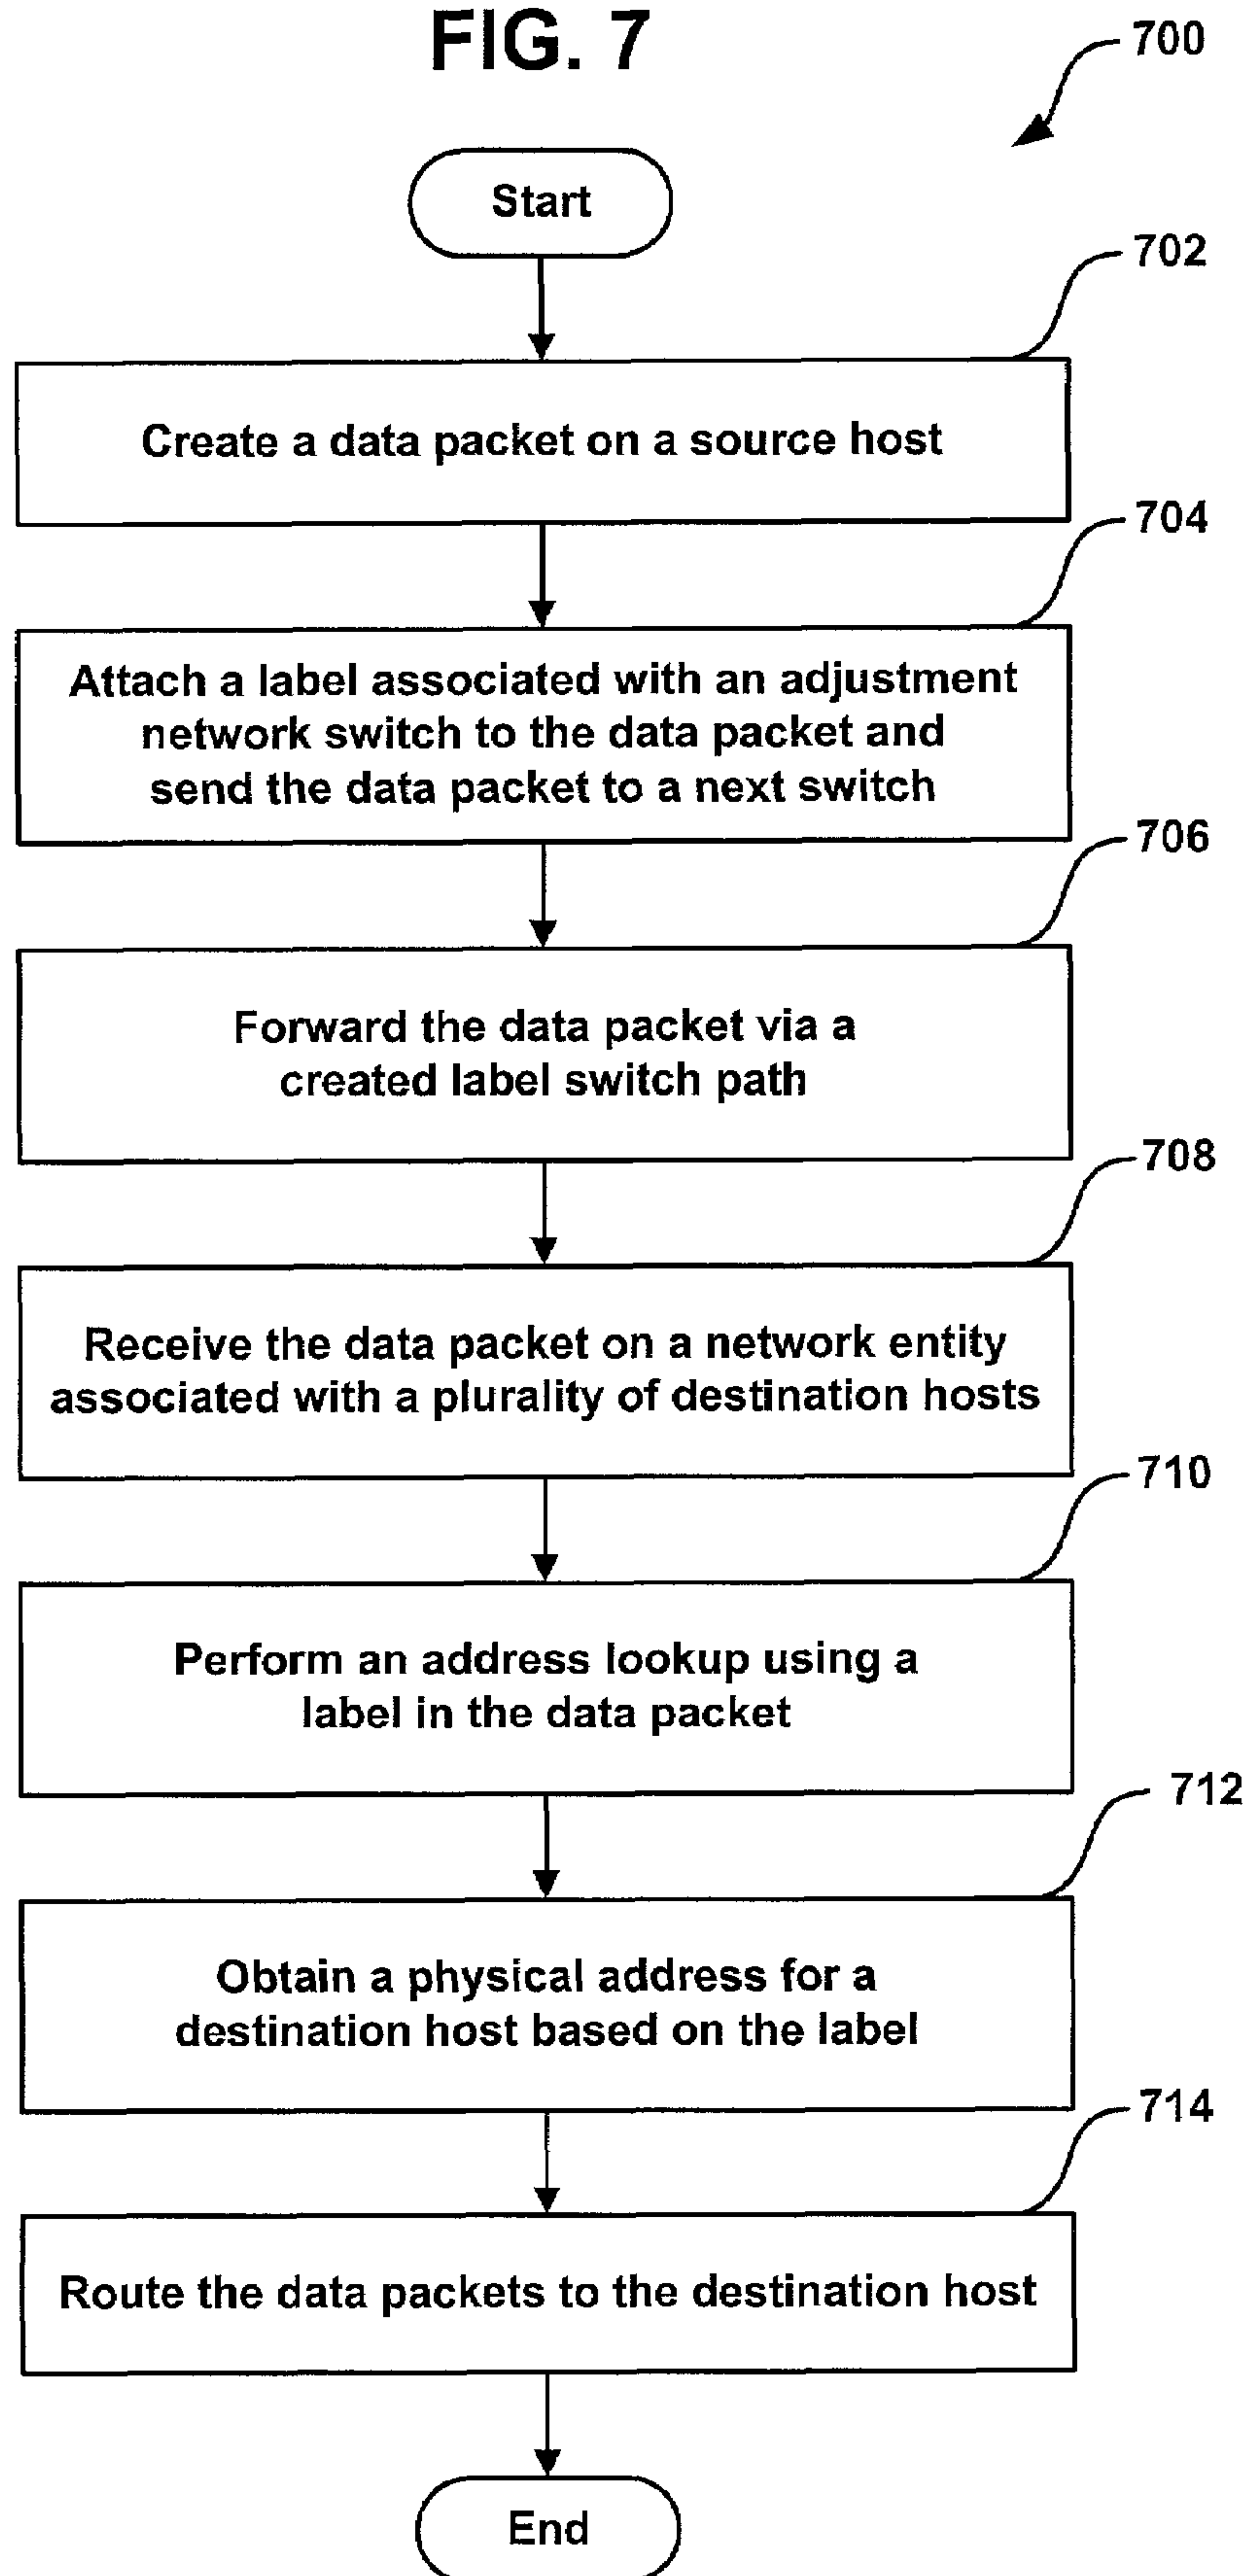 FIG. 7
700
Start
702
Create a data packet on a source host
704
Attach a label associated with an adjustment
network switch to the data packet and
send the data packet to a next switch
706
Forward the data packet via a
created label switch path
708
Receive the data packet on a network entity
associated with a plurality of destination hosts
710
Perform an address lookup using a
label in the data packet
712
Obtain a physical address for a
destination host based on the label
714
Route the data packets to the destination host
End